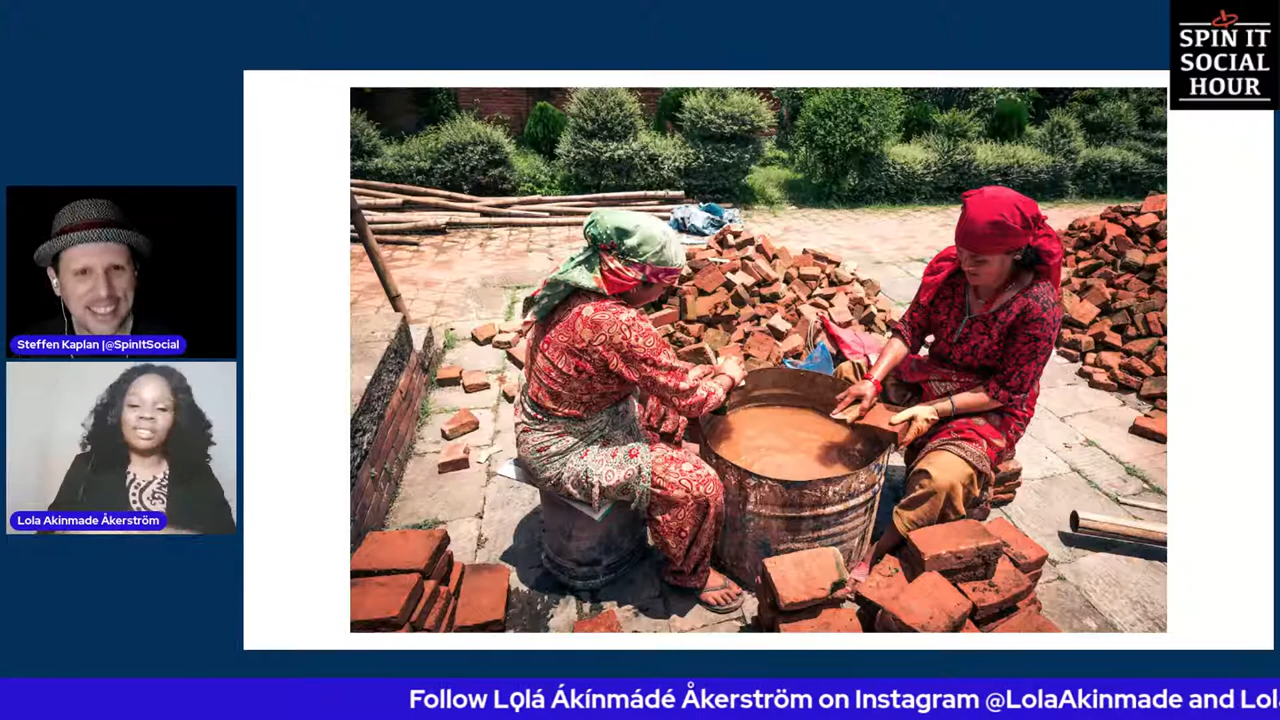 SPIN IT
SOCIAL
HOUR
Steffen Kaplan |@SpinItSocial
Lola Akinmade Åkerström
Follow Lọlá Ákínmádé Åkerström on Instagram @LolaAkinmade and Lol